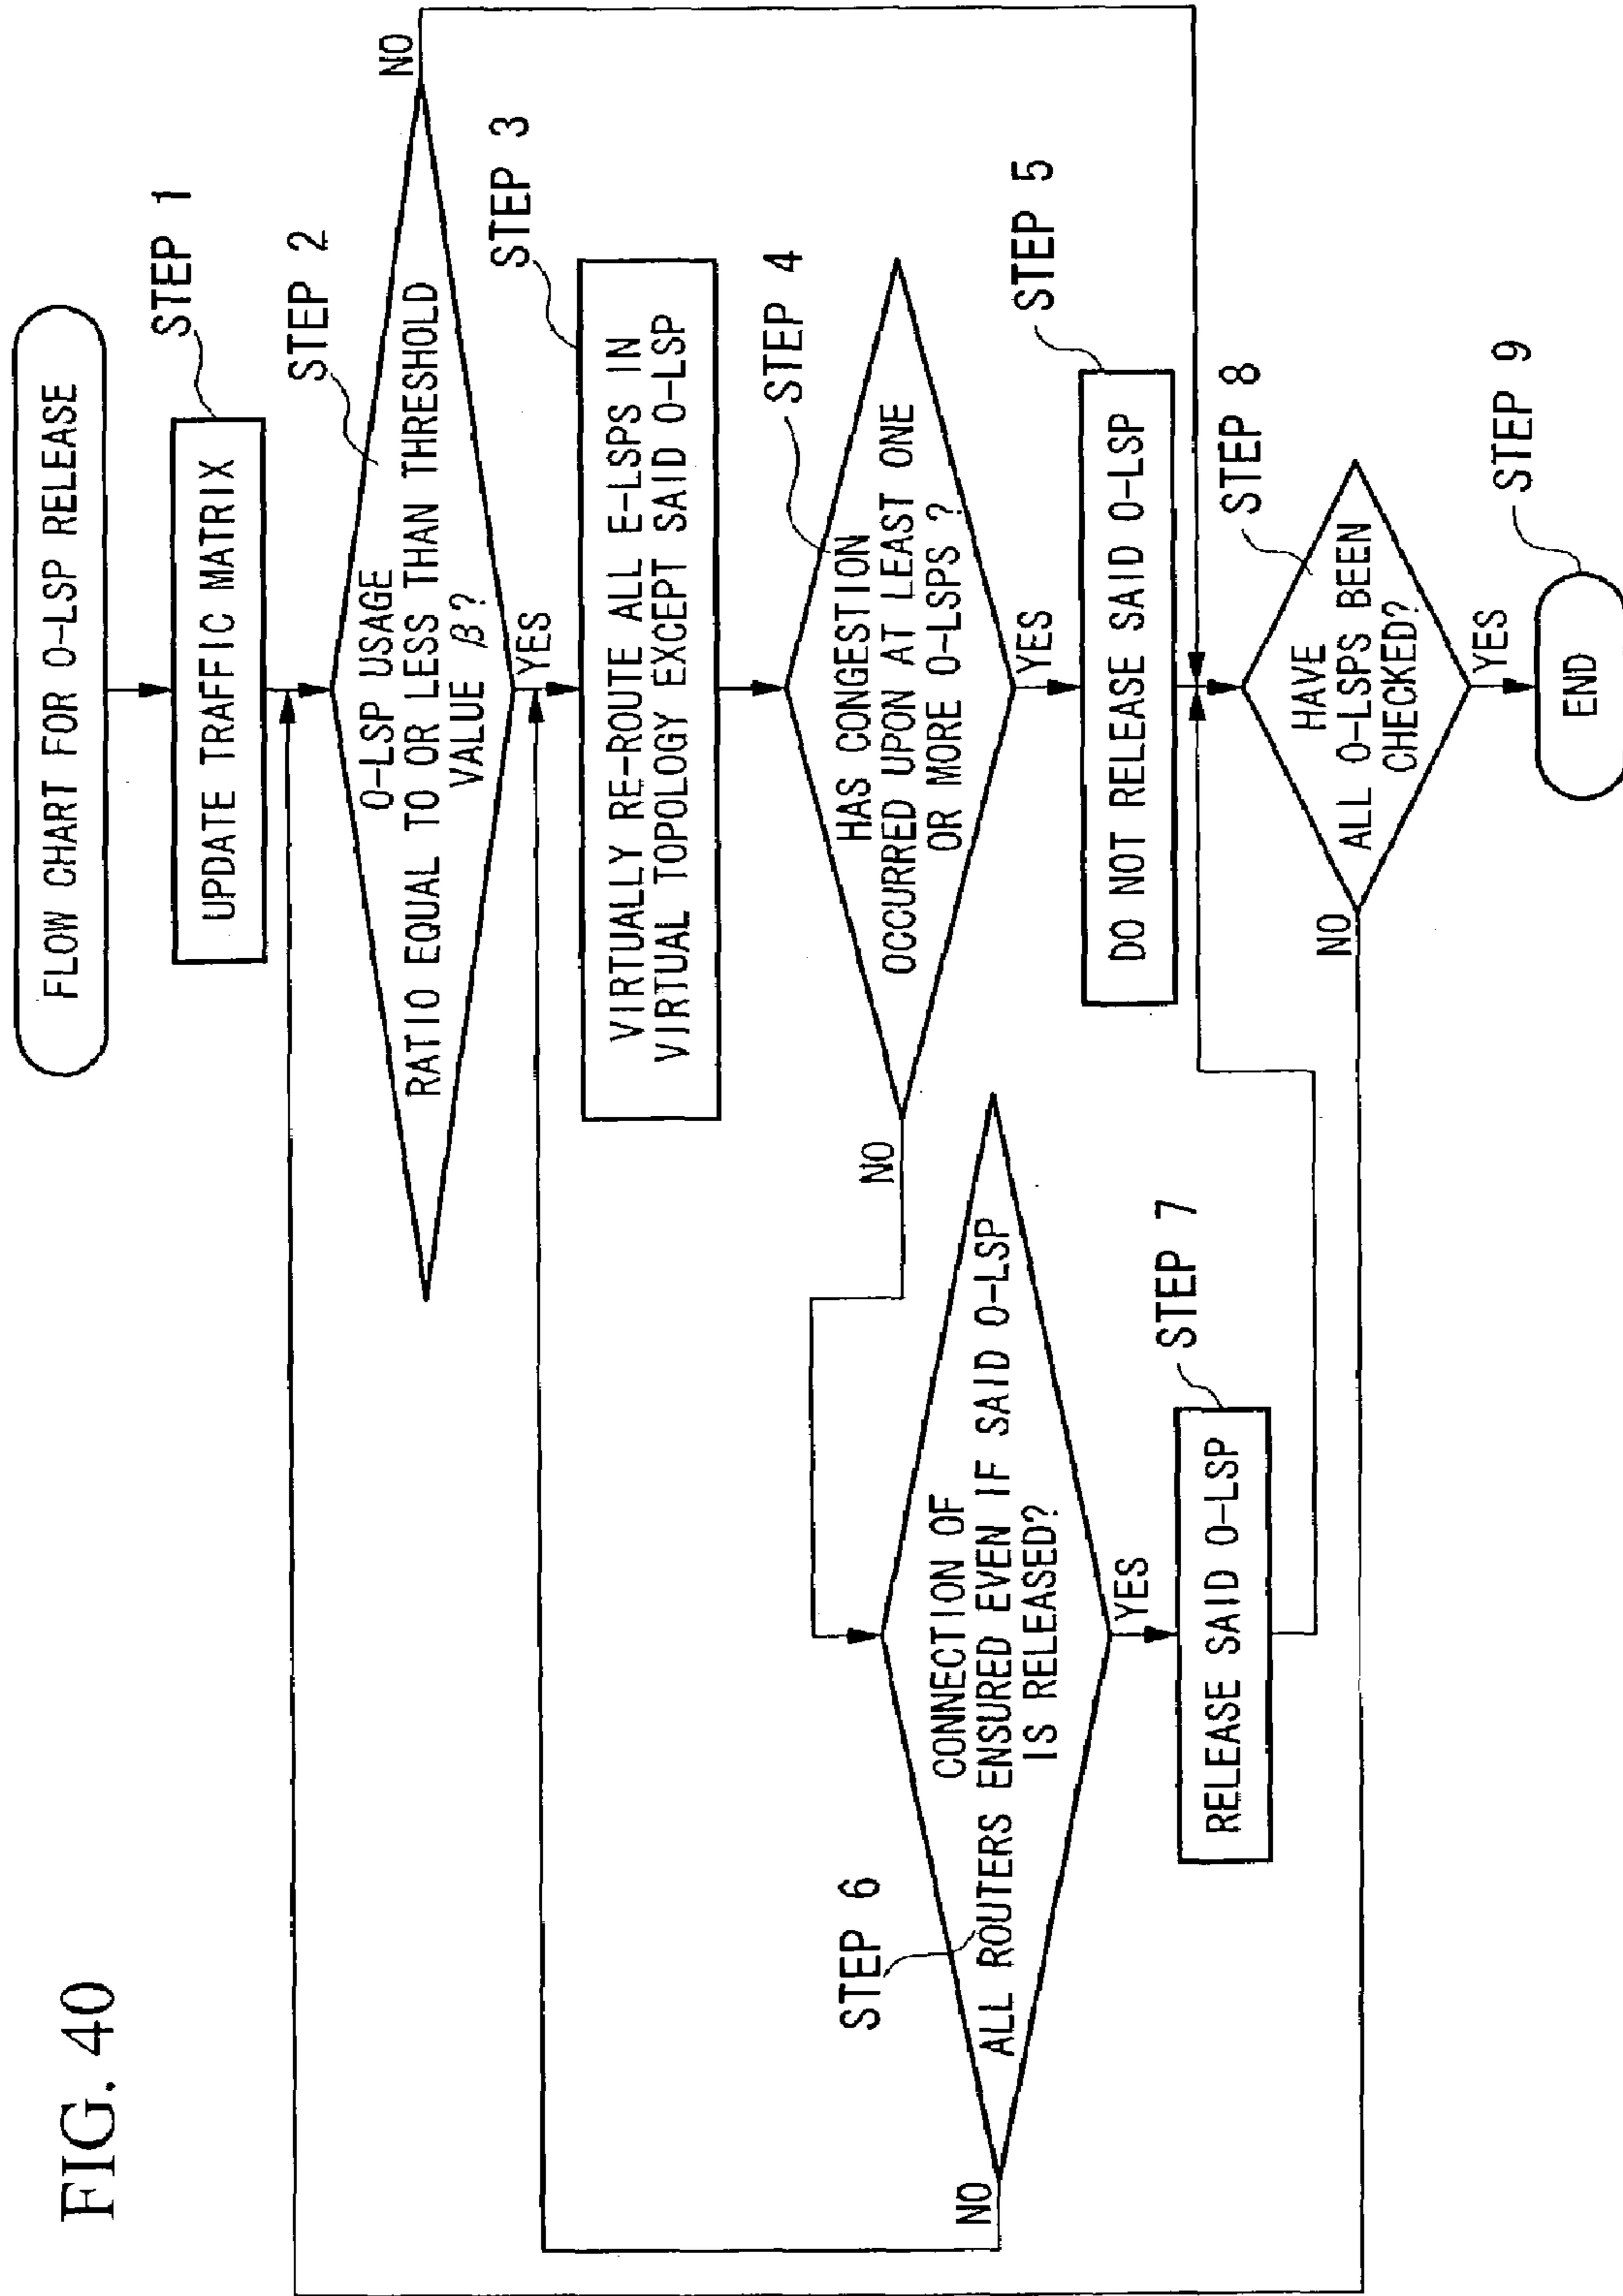 FIG. 40
FLOW CHART FOR O-LSP RELEASE
STEP 1
UPDATE TRAFFIC MATRIX
STEP 2
O-LSP USAGE
RATIO EQUAL TO OR LESS THAN THRESHOLD
VALUE β?
NO
YES
STEP 3
VIRTUALLY RE-ROUTE ALL E-LSPS IN
VIRTUAL TOPOLOGY EXCEPT SAID O-LSP
STEP 4
HAS CONGESTION
OCCURRED UPON AT LEAST ONE
OR MORE O-LSPS ?
NO
YES
STEP 5
DO NOT RELEASE SAID O-LSP
STEP 6
CONNECTION OF
ALL ROUTERS ENSURED EVEN IF SAID O-LSP
IS RELEASED?
NO
YES
STEP 7
RELEASE SAID O-LSP
STEP 8
HAVE
ALL O-LSPS BEEN
CHECKED?
NO
YES
STEP 9
END